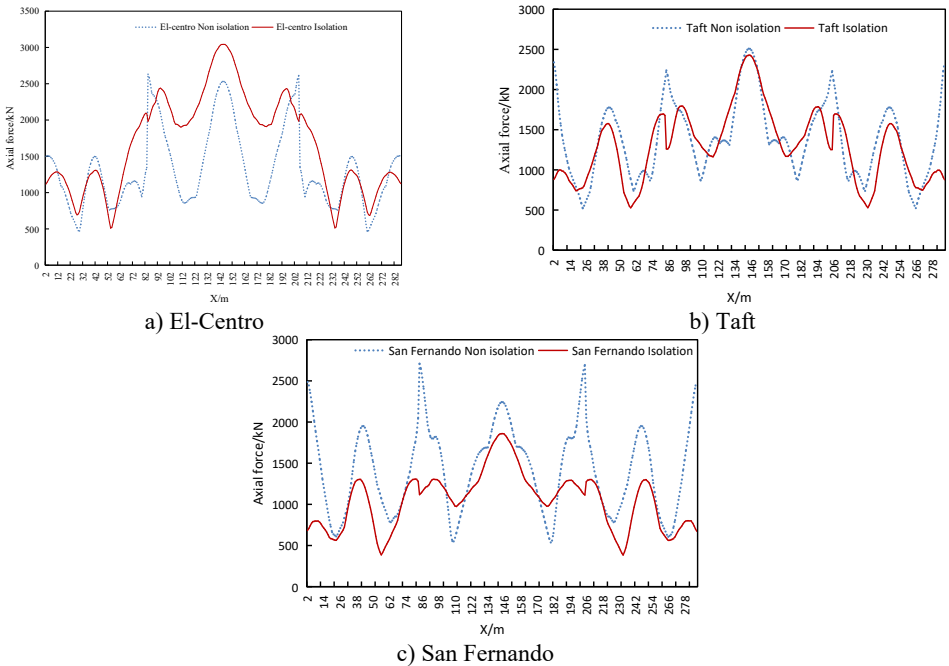 El-centro Non isolation El-centro Isolation
3500
3000
2500
2000
1500
1000
500
0
Axial force/kN
2 12 22 32 42 52 62 72 82 92 102 112 122 132 142 152 162 172 182 192 202 212 222 232 242 252 262 272 282
X/m
a) El-Centro
Taft Non isolation Taft Isolation
3000
2500
2000
1500
1000
500
0
Axial force/kN
2 14 26 38 50 62 74 86 98 110 122 134 146 158 170 182 194 206 218 230 242 254 266 278
X/m
b) Taft
San Fernando Non isolation San Fernando Isolation
3000
2500
2000
1500
1000
500
0
Axial force/kN
2 14 26 38 50 62 74 86 98 110 122 134 146 158 170 182 194 206 218 230 242 254 266 278
X/m
c) San Fernando